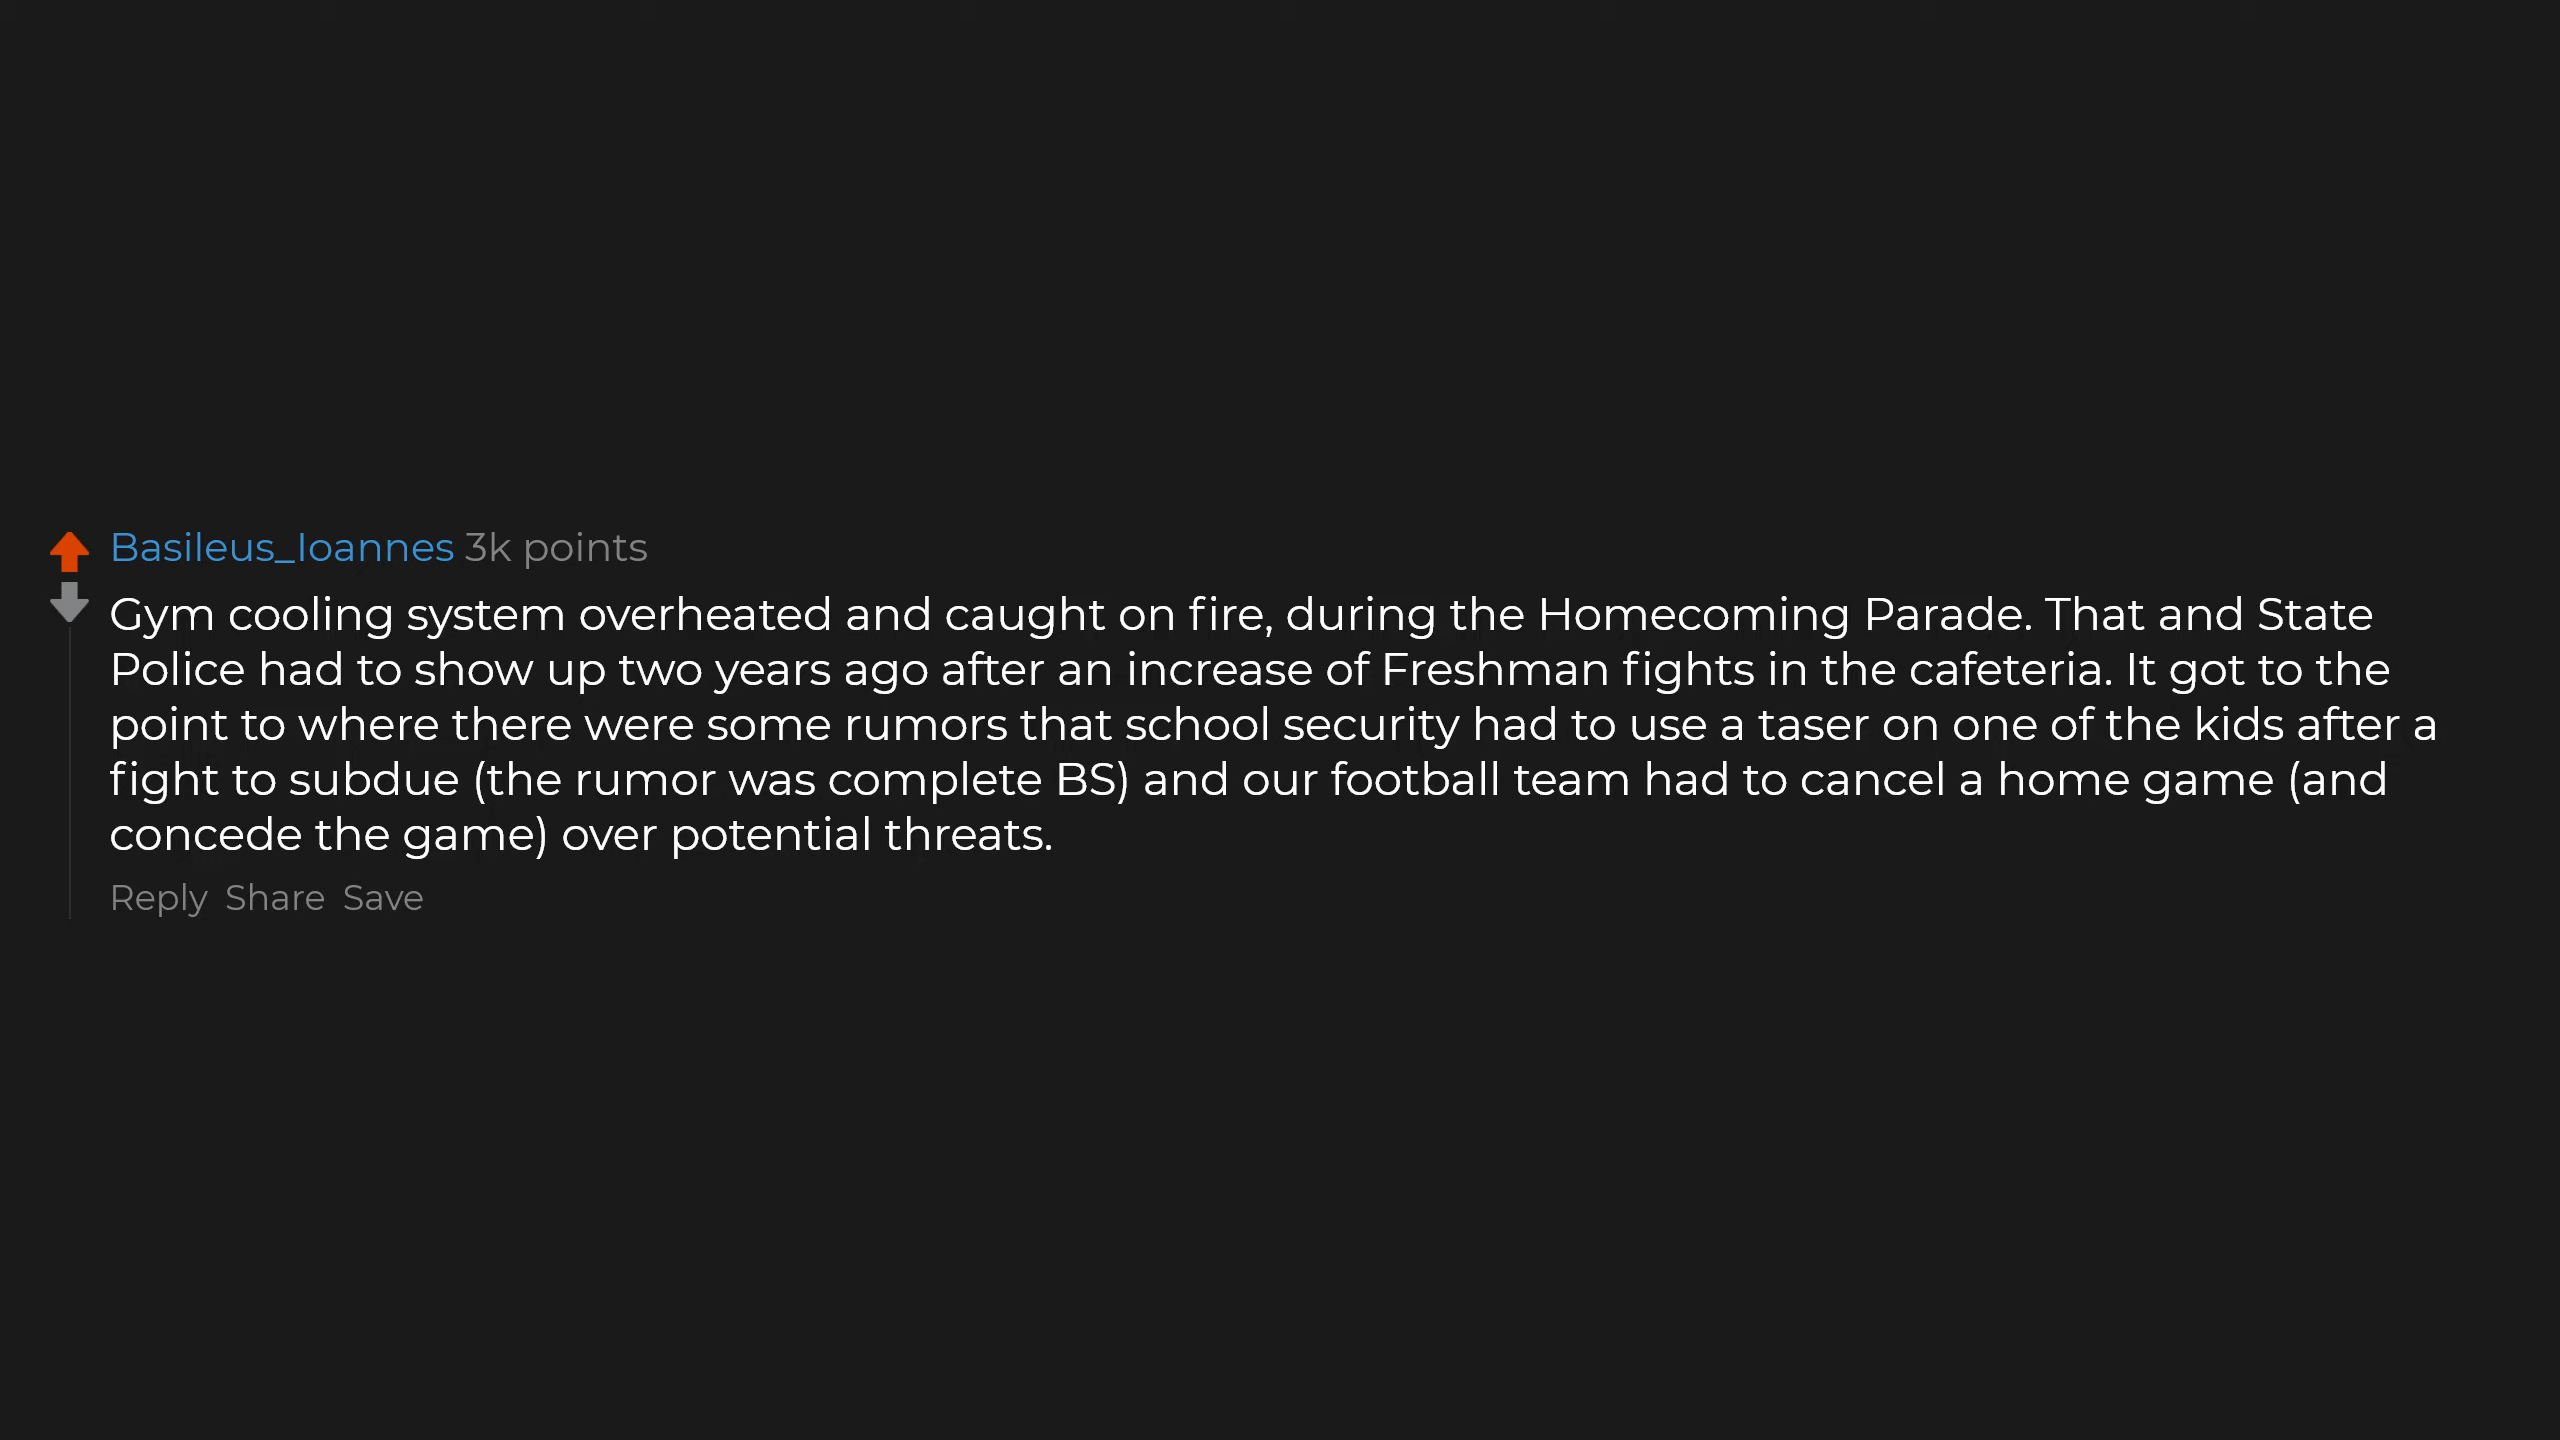 Basileus_Ioannes 3k points
Gym cooling system overheated and caught on fire, during the Homecoming Parade. That and State
Police had to show up two years ago after an increase of Freshman fights in the cafeteria. It got to the
point to where there were some rumors that school security had to use a taser on one of the kids after a
fight to subdue (the rumor was complete BS) and our football team had to cancel a home game (and
concede the game) over potential threats.
Reply Share Save